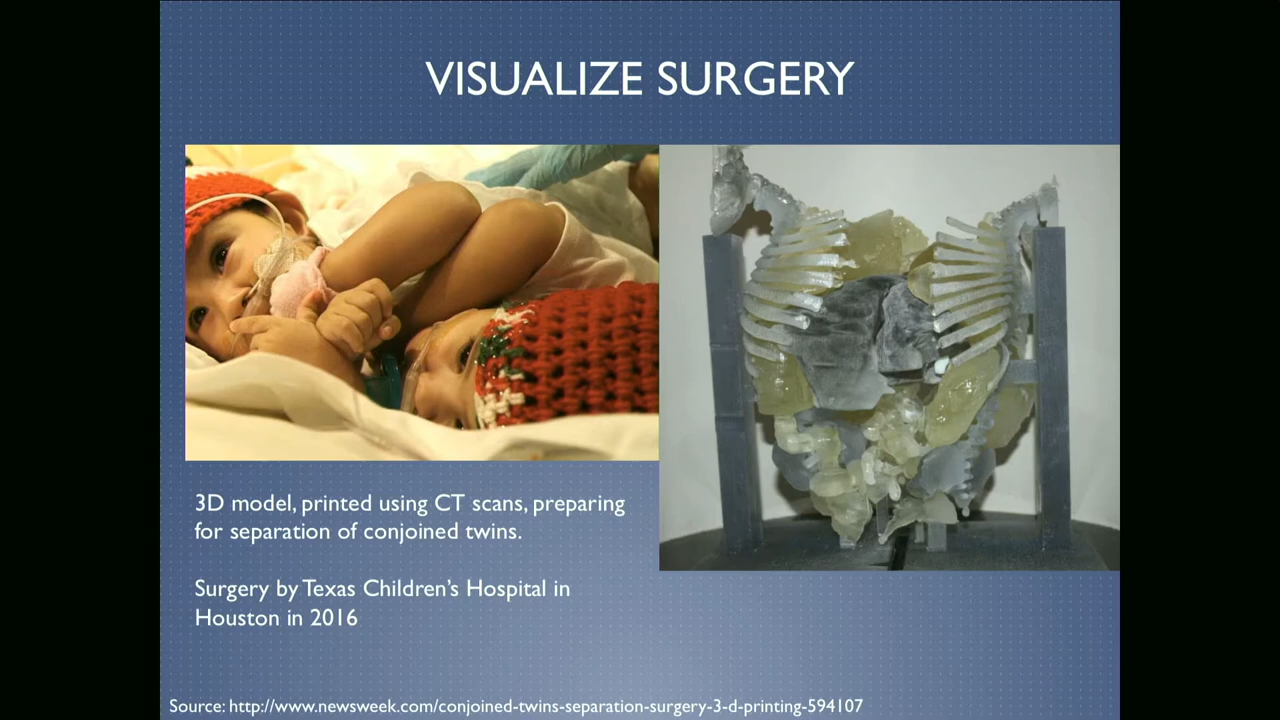 VISUALIZE SURGERY
3D model, printed using CT scans, preparing
for separation of conjoined twins.
Surgery by Texas Children's Hospital in
Houston in 2016
Source: http://www.newsweek.com/conjoined-twins-separation-surgery-3-d-printing-594107